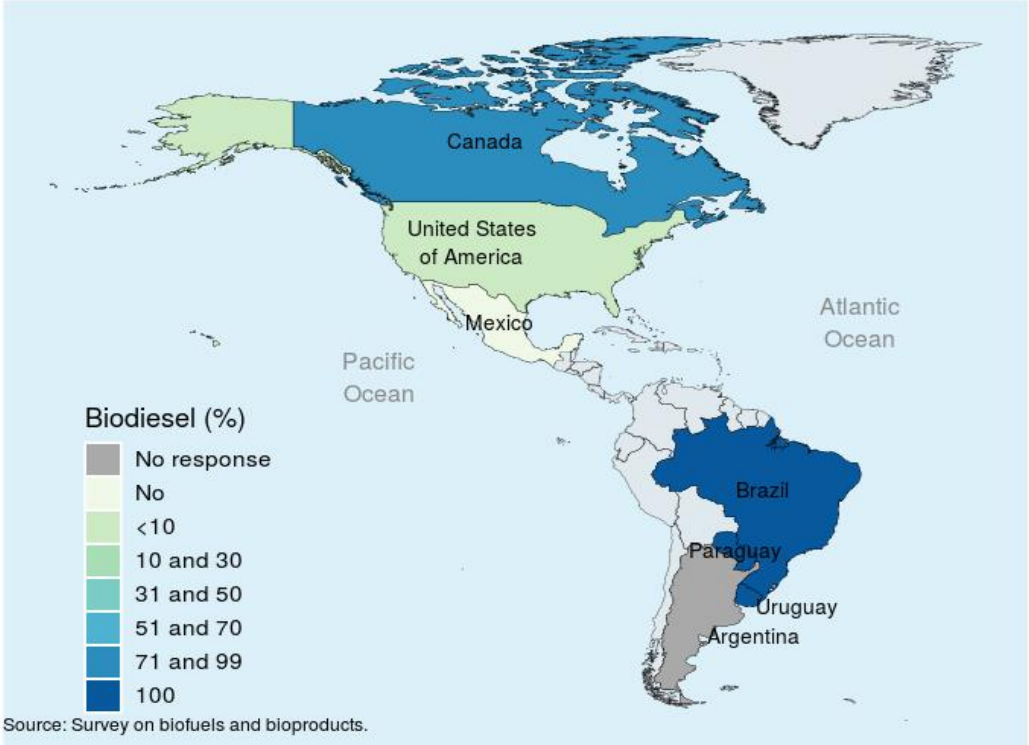 Canada
United States
of America
Mexico
Atlantic
Ocean
Pacific
Ocean
Biodiesel (%)
No response
No
<10
10 and 30
31 and 50
51 and 70
71 and 99
100
Brazil
Paraguay
Uruguay
Argentina
Source: Survey on biofuels and bioproducts.